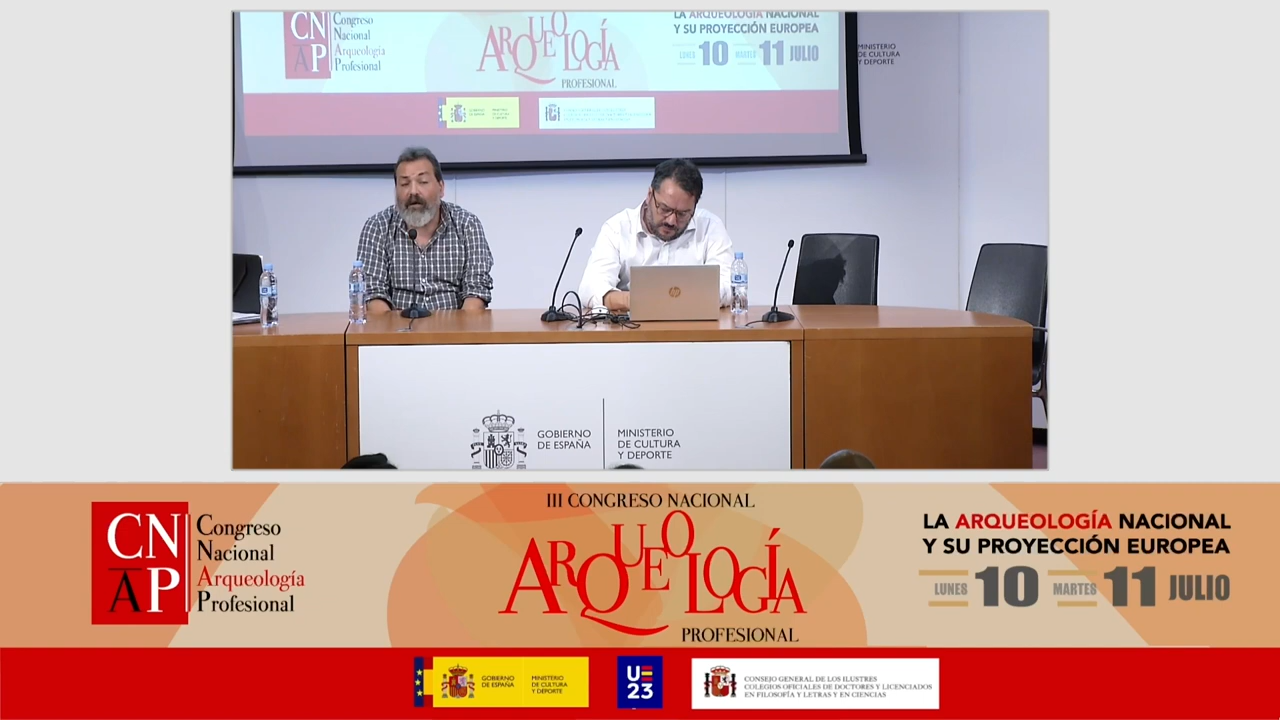 CN
AP
Congreso
Nacional
Arqueología
Profesional
ARQUEOLOGÍA
PROFESIONAL
LA ARQUEOLOGÍA NACIONAL
Y SU PROYECCIÓN EUROPEA
LUNES 10 MARTES 11 JULIO
MINISTERIO
DE CULTURA
Y DEPORTE
hp
GOBIERNO
DE ESPAÑA
MINISTERIO
DE CULTURA
Y DEPORTE
CN
AP
Congreso
Nacional
Arqueología
Profesional
III CONGRESO NACIONAL
ARQUEOLOGÍA
PROFESIONAL
LA ARQUEOLOGÍA NACIONAL
Y SU PROYECCIÓN EUROPEA
LUNES 10 MARTES 11 JULIO
GOBIERNO
DE ESPAÑA
MINISTERIO
DE CULTURA
Y DEPORTE
UE
23
CONSEJO GENERAL DE LOS ILUSTRES
COLEGIOS OFICIALES DE DOCTORES Y LICENCIADOS
EN FILOSOFÍA Y LETRAS Y EN CIENCIAS